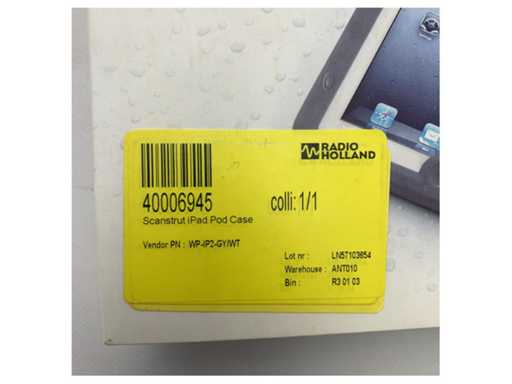 RADIO
HOLLAND
40006945 colli: 1/1
Scanstrut iPad Pod Case
Vendor PN : WP-IP2-GY/WT
Lot nr : LN57103654
Warehouse : ANT010
Bin : R3 01 03